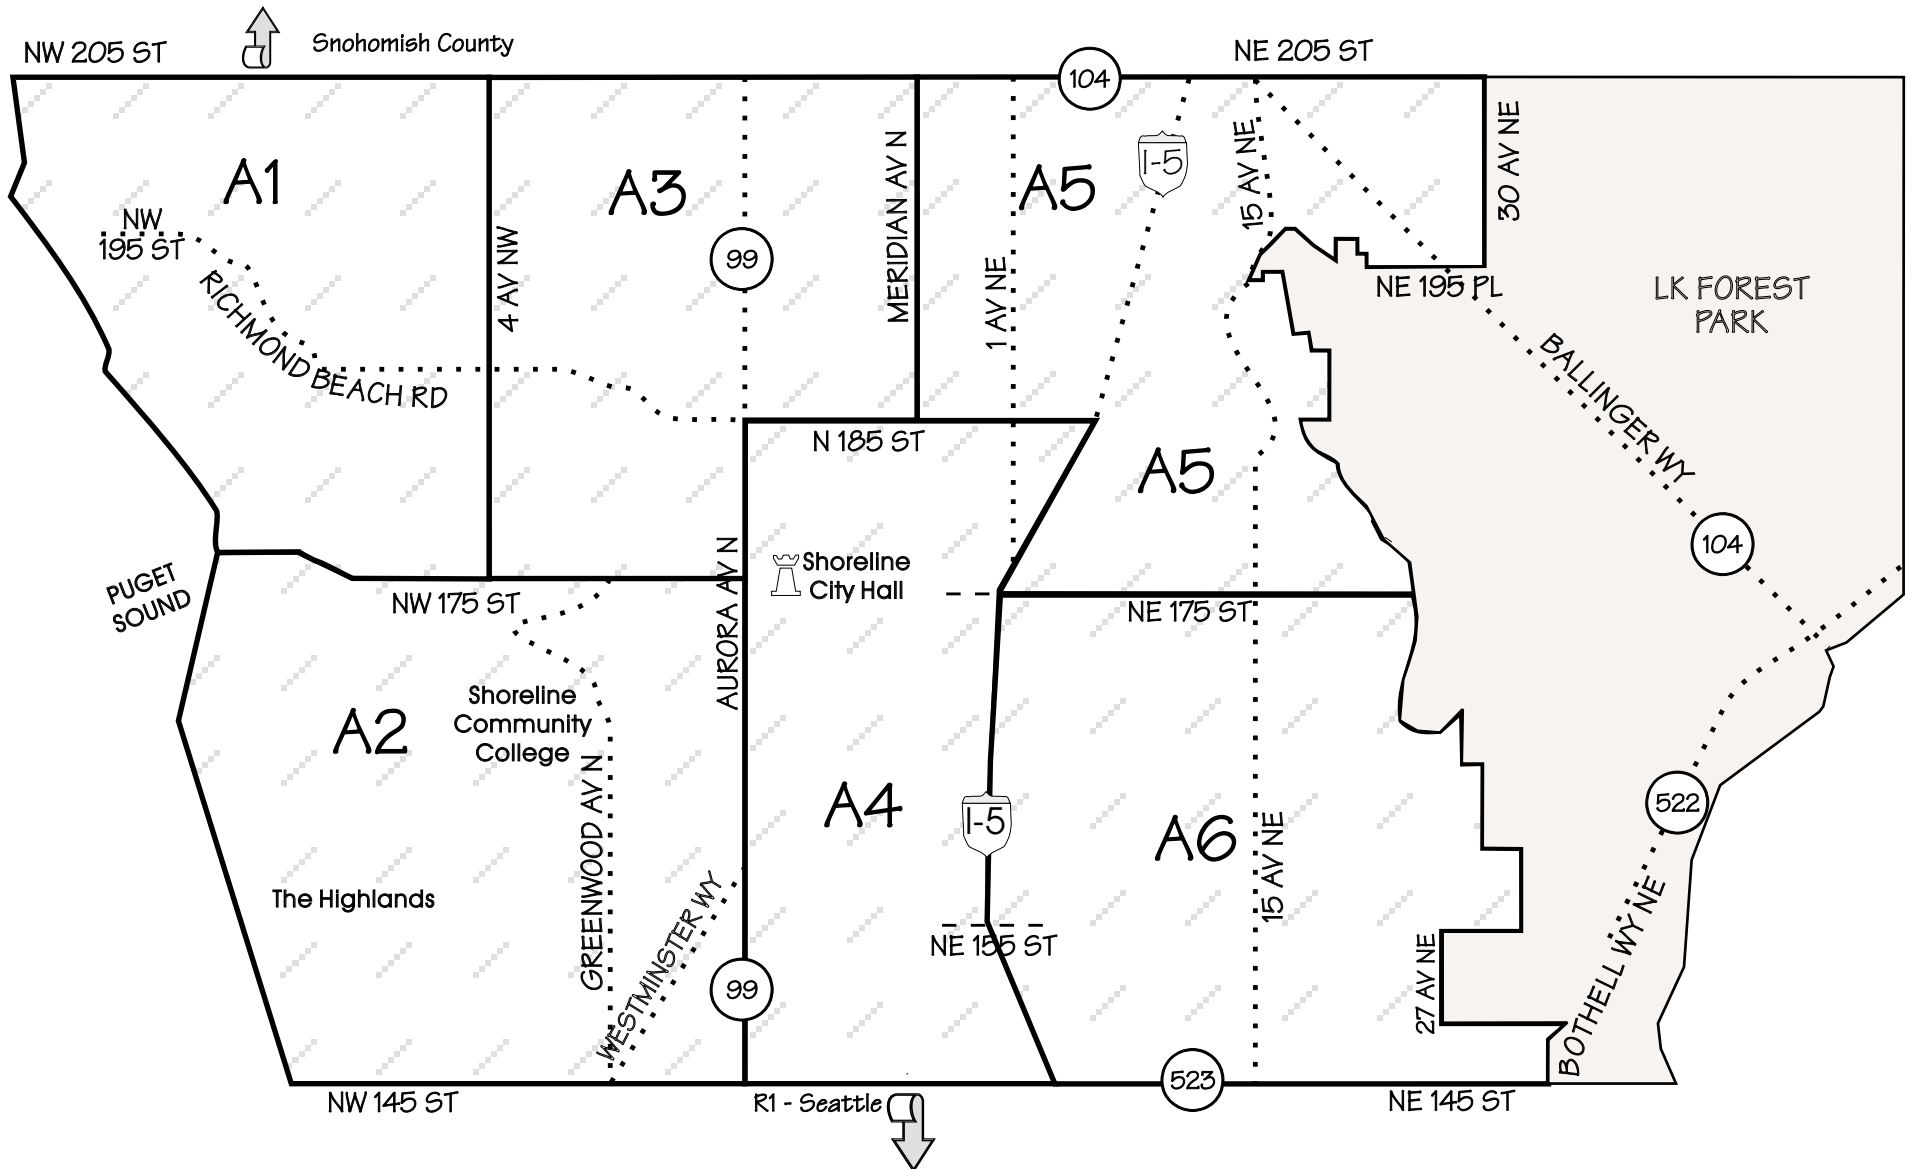 NW 205 ST
Snohomish County
104
NE 205 ST
A1
A3
A5
I-5
15 AV NE
30 AV NE
MERIDIAN AV N
NW
195 ST
99
4 AV NW
1 AV NE
RICHMOND BEACH RD
NE 195 PL
LK FOREST
PARK
BALLINGER WY
N 185 ST
A5
104
AURORA AV N
Shoreline
City Hall
PUGET
SOUND
NW 175 ST
NE 175 ST
A2
Shoreline
Community
College
GREENWOOD AV N
A4
I-5
A6
15 AV NE
522
The Highlands
WESTMINSTER WY
NE 155 ST
27 AV NE
BOTHELL WY NE
99
523
NW 145 ST
R1 - Seattle
NE 145 ST